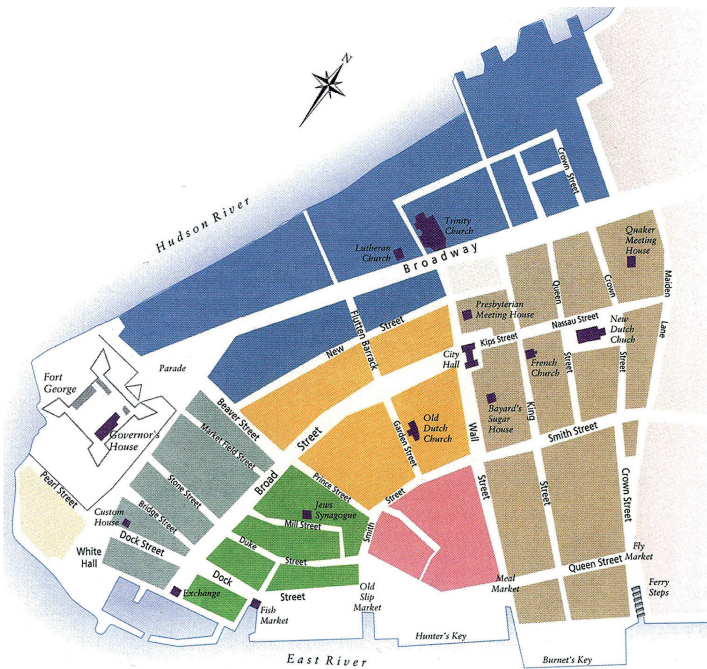 N
Hudson River
Crown Street
Trinity
Church
Lutheran
Church
Broadway
Quaker
Meeting
House
Queen
Crown
Maiden
Presbyterian
Meeting House
Flutten Barrack
New
Street
Nassau Street
New
Dutch
Chuch
Kips Street
City
Hall
French
Church
Street
Street
Lane
Parade
Fort
George
Governor's
House
Beaver Street
Market Field Street
Broad
Street
Garden Street
Old
Dutch
Church
Wall
Street
Bayard's
Sugar
House
King
Street
Smith Street
Crown Street
Pearl Street
Stone Street
Bridge Street
Prince Street
Smith
Street
Jews
Synagogue
Mill Street
Custom
House
Dock Street
White
Hall
Duke
Street
Dock
Street
Exchange
Fish
Market
Old
Slip
Market
Meal
Market
Queen Street
Fly
Market
Ferry
Steps
Hunter's Key
Burnet's Key
East River